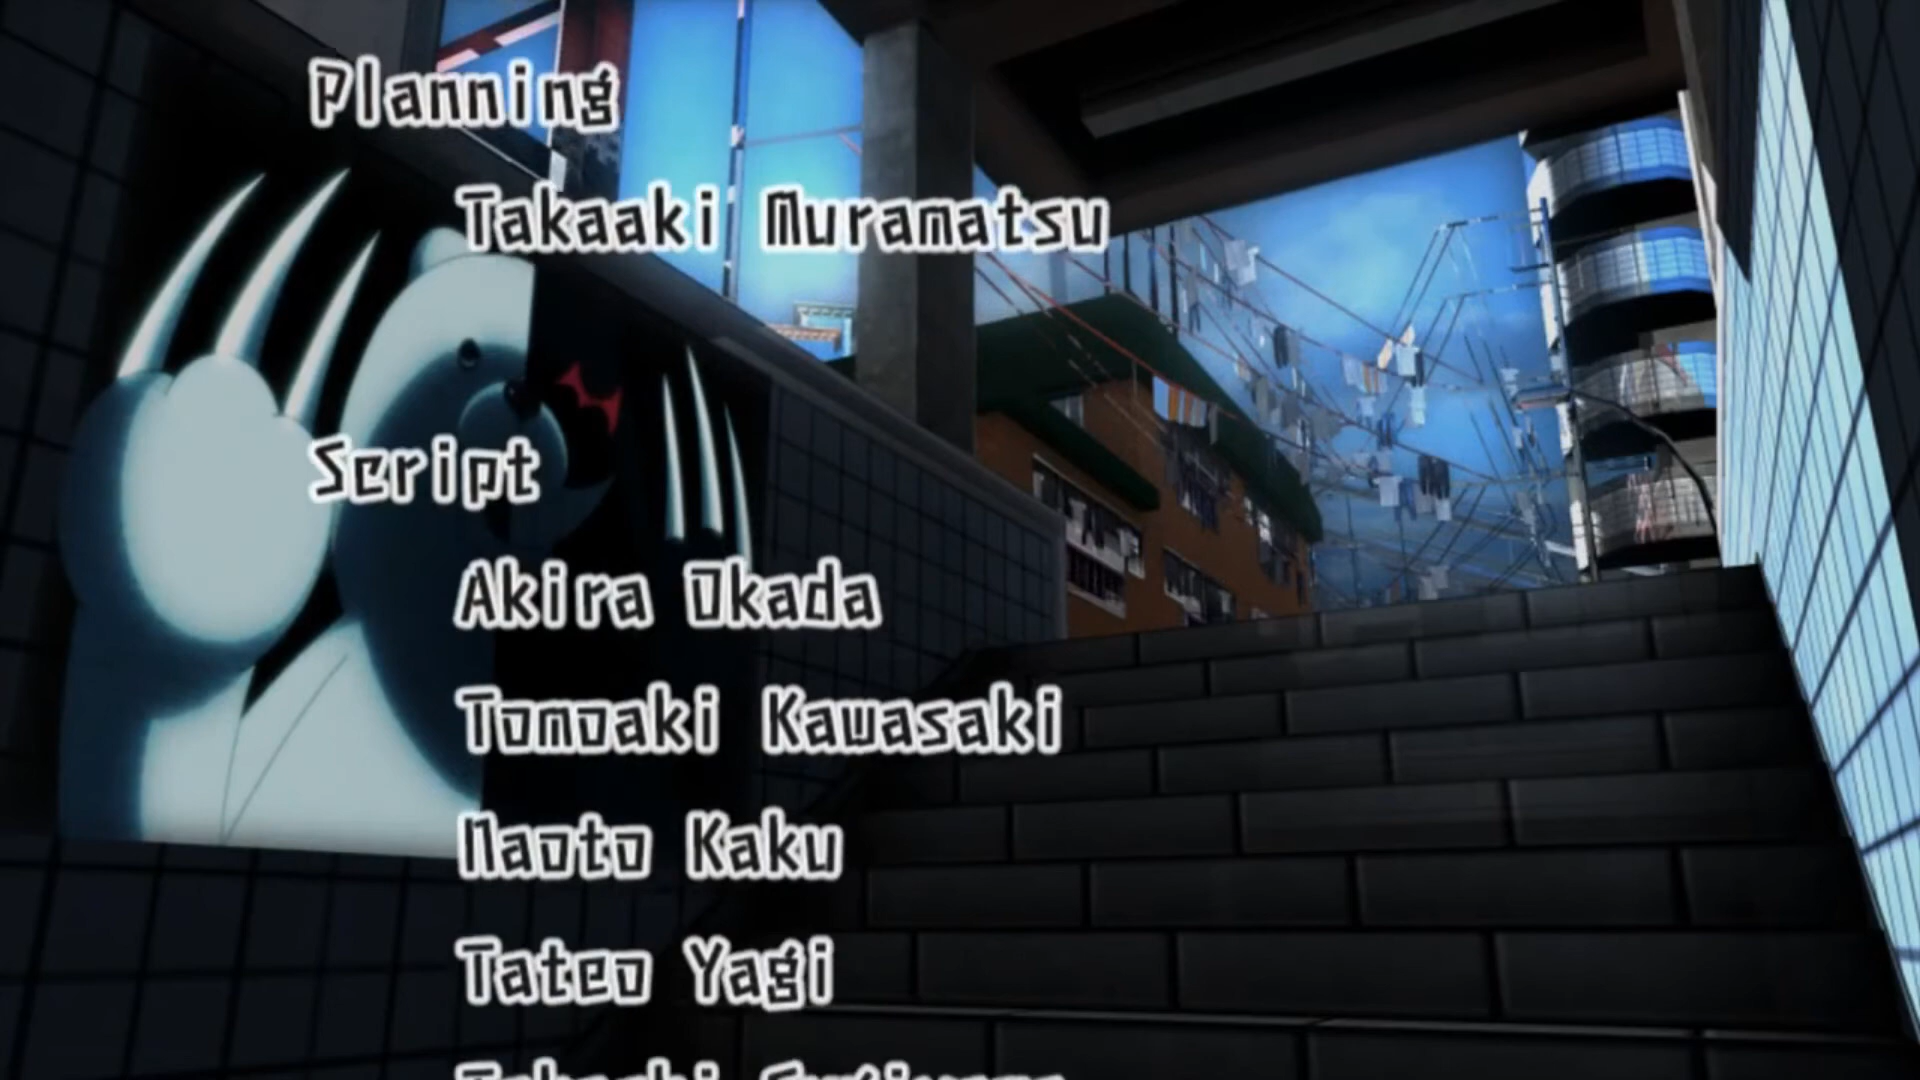 Planning
Takaaki Muramatsu
Script
Akira Okada
Tomoaki Kawasaki
Naoto Kaku
Tateo Yagi